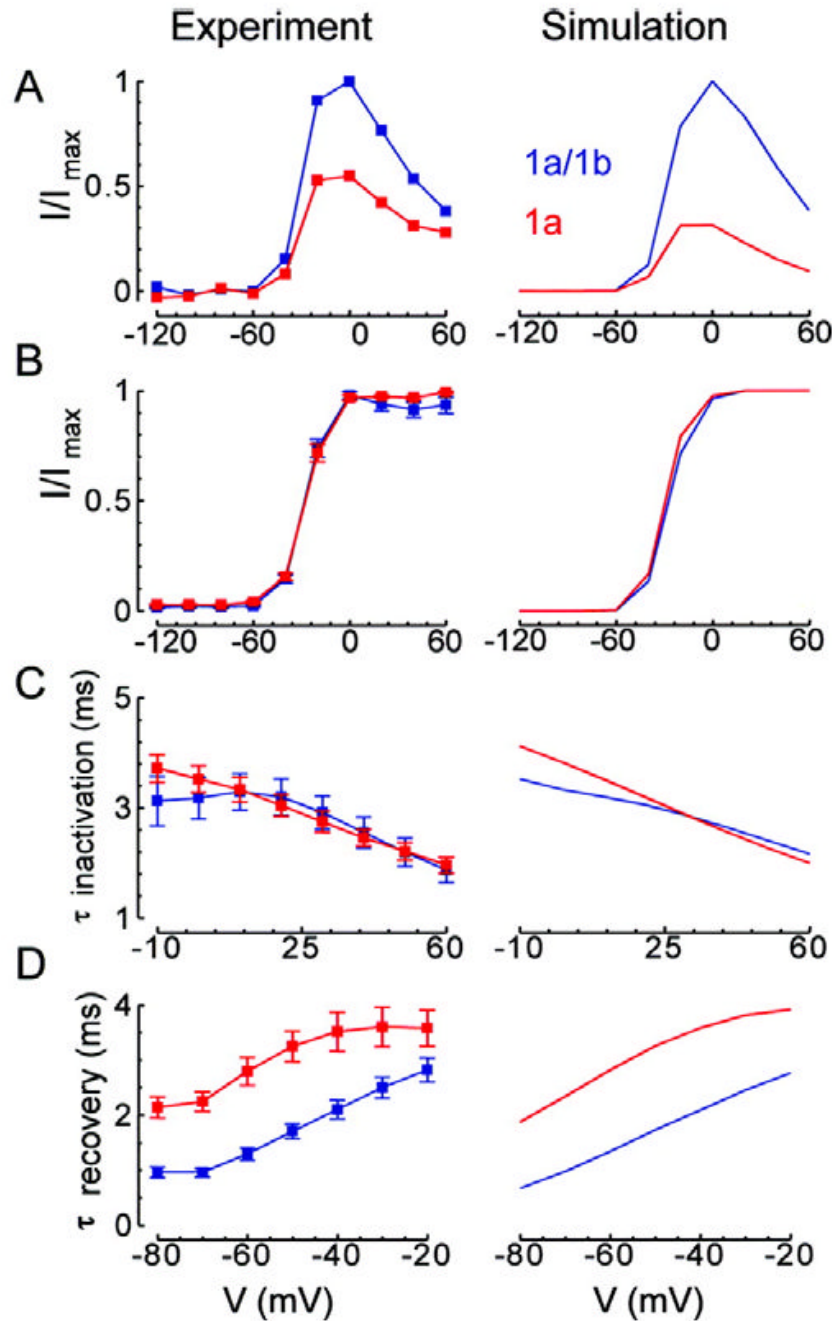 Experiment Simulation
A
I/Imax
1
0.5
0
-120 -60 0 60
1a/1b
1a
-120 -60 0 60
B
I/Imax
1
0.5
0
-120 -60 0 60
-120 -60 0 60
C
τ inactivation (ms)
5
3
1
-10 25 60
-10 25 60
D
τ recovery (ms)
4
2
0
-80 -60 -40 -20
-80 -60 -40 -20
V (mV) V (mV)